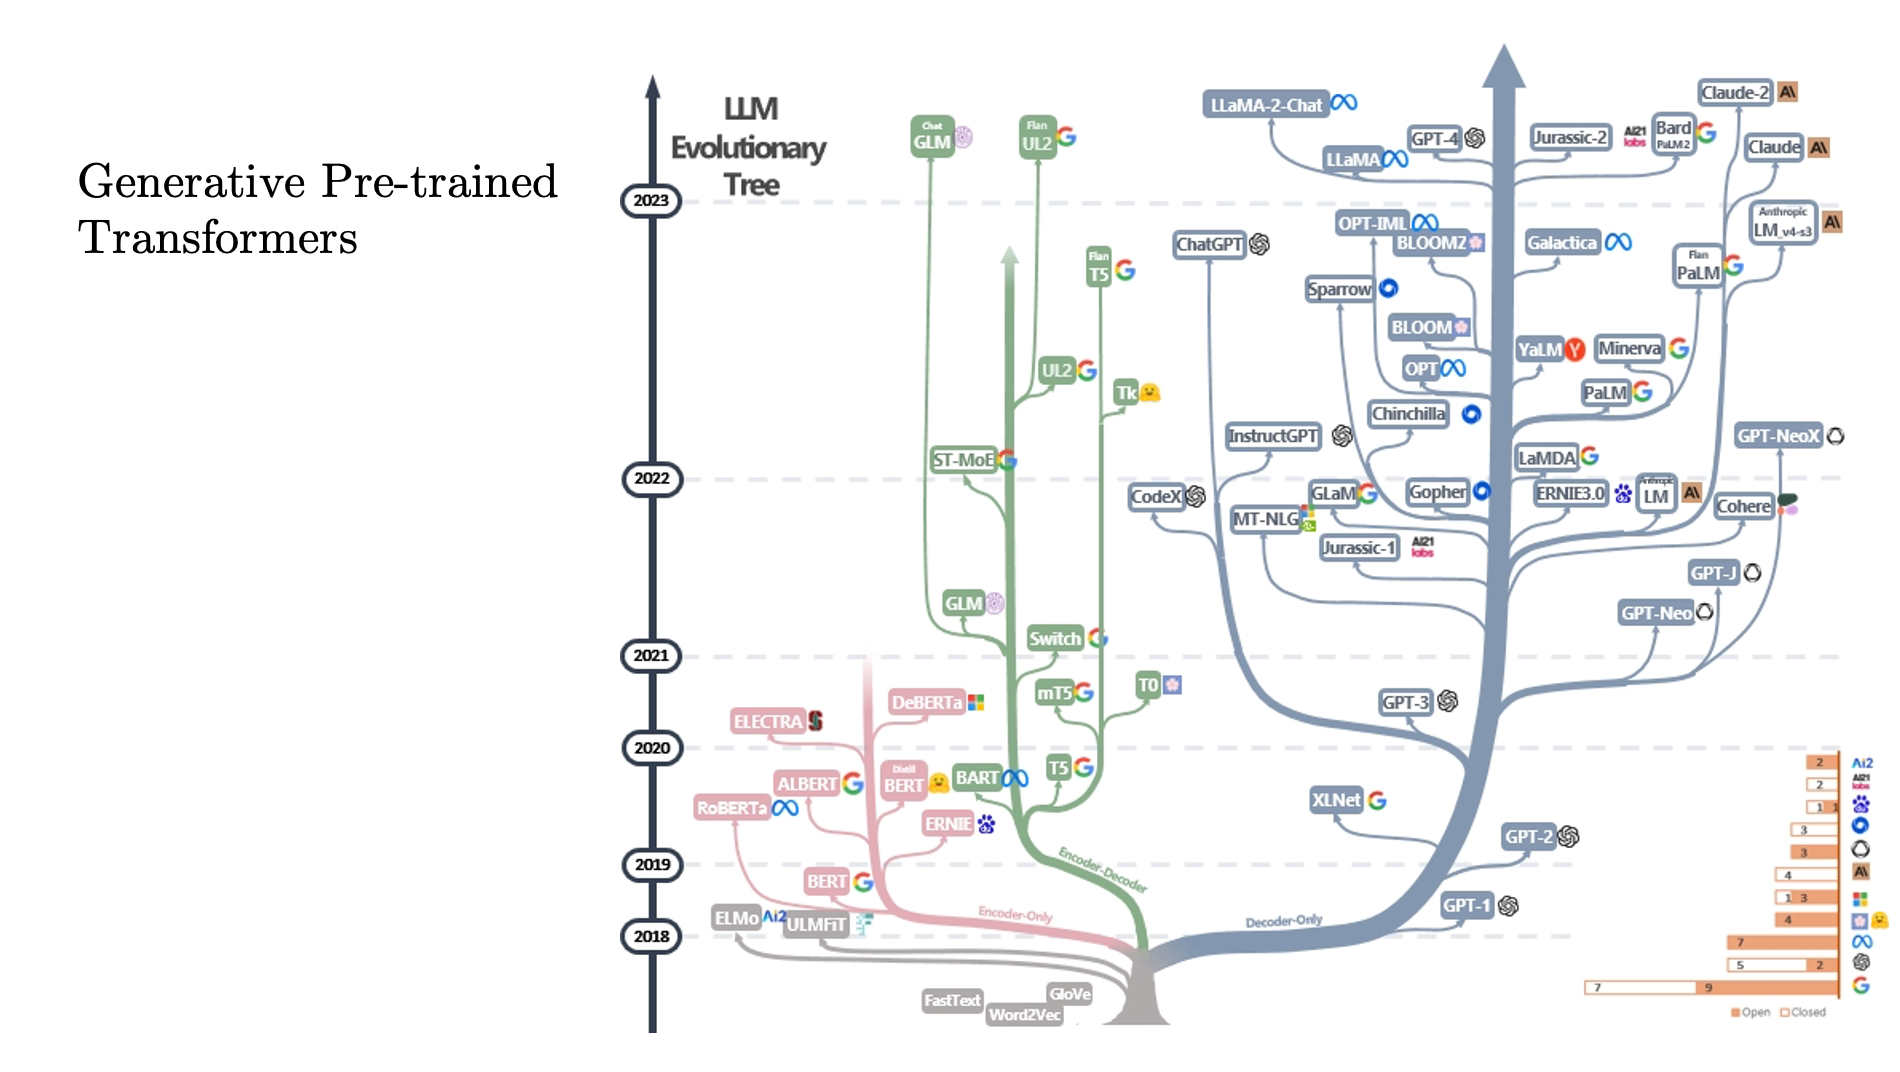 Generative Pre-trained
Transformers
LLM
Evolutionary
Tree
2023
2022
2021
2020
2019
2018
Chat
GLM
Flan
UL2
Flan
T5
UL2
Tk
ST-MoE
GLM
Switch
mT5
T0
DeBERTa
ELECTRA
ALBERT
Distill
BERT
BART
T5
RoBERTa
ERNIE
BERT
ELMo
Ai2
ULMFiT
Encoder-Only
Encoder-Decoder
Decoder-Only
FastText
GloVe
Word2Vec
LLaMA-2-Chat
LLaMA
GPT-4
Jurassic-2
AI21
labs
Bard
PaLM2
Claude-2
A\
Claude
A\
Anthropic
LM_v4-s3
A\
OPT-IML
BLOOMZ
ChatGPT
Galactica
Flan
PaLM
Sparrow
BLOOM
YaLM
Minerva
OPT
PaLM
Chinchilla
InstructGPT
GPT-NeoX
LaMDA
CodeX
GLaM
Gopher
ERNIE3.0
Anthropic
LM
A\
Cohere
MT-NLG
Jurassic-1
AI21
labs
GPT-J
GPT-Neo
GPT-3
XLNet
GPT-2
GPT-1
2 Ai2
2 AI21
labs
1 1
3
3
4 A\
1 3
4
7
5 2
7 9
Open Closed